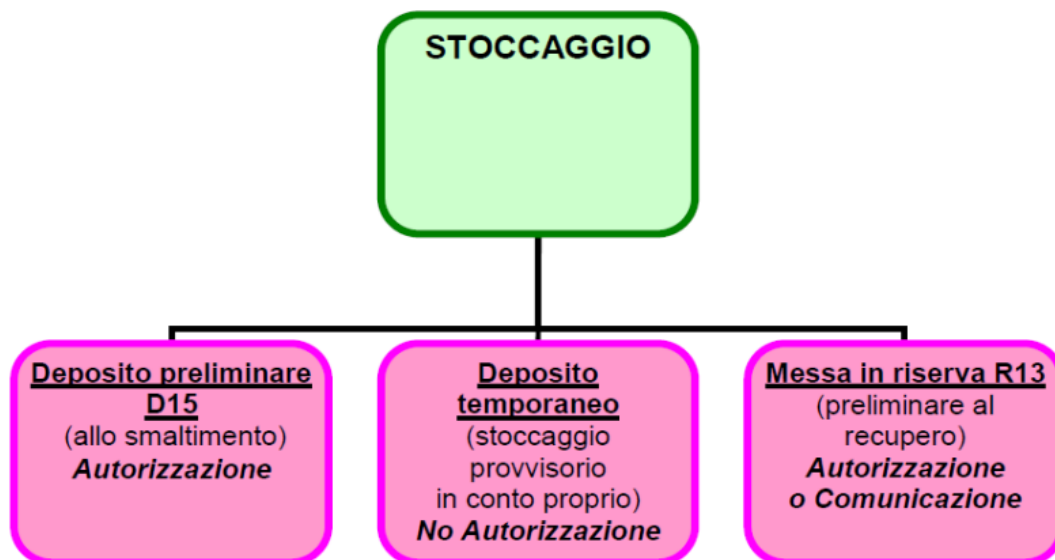 STOCCAGGIO
Deposito preliminare
D15
(allo smaltimento)
Autorizzazione
Deposito
temporaneo
(stoccaggio
provvisorio
in conto proprio)
No Autorizzazione
Messa in riserva R13
(preliminare al
recupero)
Autorizzazione
o Comunicazione